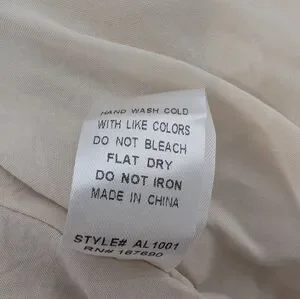 HAND WASH COLD
WITH LIKE COLORS
DO NOT BLEACH
FLAT DRY
DO NOT IRON
MADE IN CHINA
STYLE# AL1001
RN# 167690